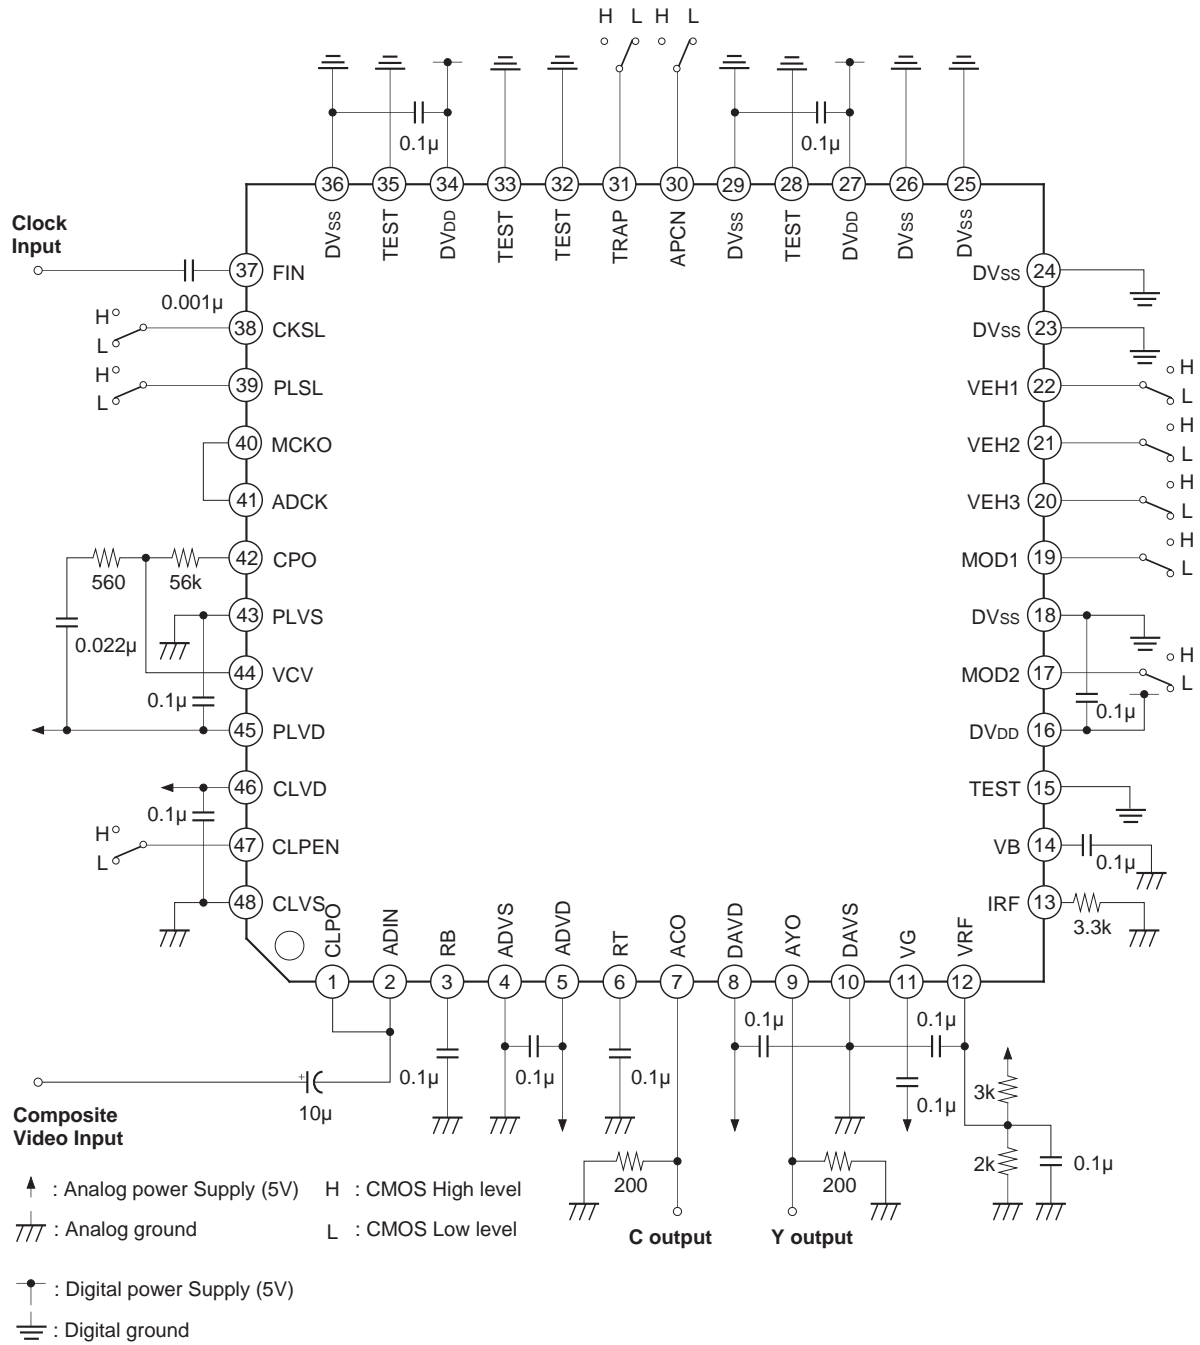 H L H L
0.1μ
0.1μ
36 35 34 33 32 31 30 29 28 27 26 25
DVSS
TEST
DVDD
TEST
TEST
TRAP
APCN
DVSS
TEST
DVDD
DVSS
DVSS
Clock
Input
0.001μ
37 FIN
H
L
38 CKSL
H
L
39 PLSL
40 MCKO
41 ADCK
560
56k
42 CPO
0.022μ
43 PLVS
44 VCV
0.1μ
45 PLVD
46 CLVD
0.1μ
H
L
47 CLPEN
48 CLVS
DVSS 24
DVSS 23
VEH1 22
H
L
VEH2 21
H
L
VEH3 20
H
L
MOD1 19
H
L
DVSS 18
MOD2 17
H
L
0.1μ
DVDD 16
TEST 15
VB 14
0.1μ
IRF 13
3.3k
CLPO
ADIN
RB
ADVS
ADVD
RT
ACO
DAVD
AYO
DAVS
VG
VRF
1 2 3 4 5 6 7 8 9 10 11 12
0.1μ
0.1μ
0.1μ
0.1μ
0.1μ
0.1μ
+
10μ
3k
2k
0.1μ
Composite
Video Input
200
200
C output
Y output
: Analog power Supply (5V)
H : CMOS High level
: Analog ground
L : CMOS Low level
: Digital power Supply (5V)
: Digital ground